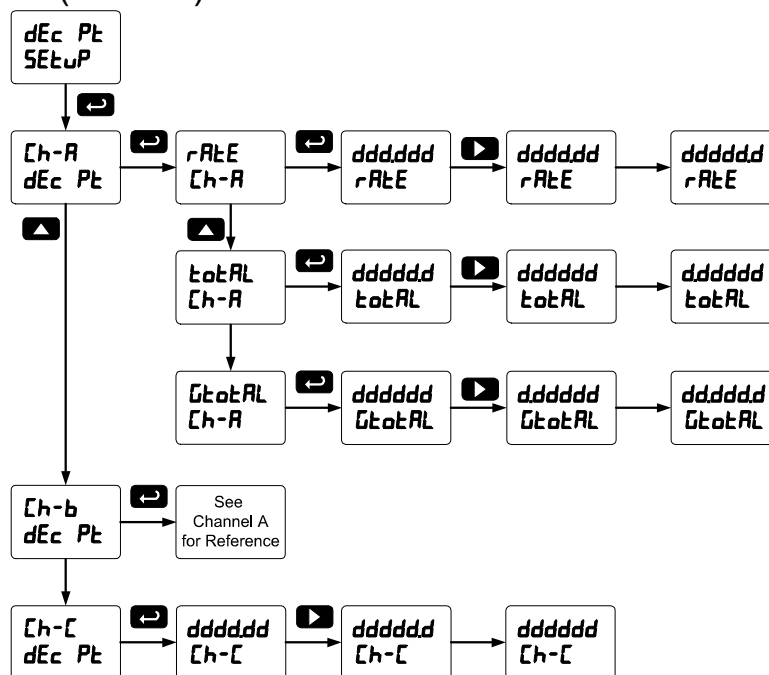 dEc Pt
SEtuP
Ch-A
dEc Pt
rAtE
Ch-A
ddd.ddd
rAtE
dddd.dd
rAtE
ddddd.d
rAtE
totAL
Ch-A
ddddd.d
totAL
dddddd
totAL
d.ddddd
totAL
GtotAL
Ch-A
dddddd
GtotAL
d.ddddd
GtotAL
dd.ddd.d
GtotAL
Ch-b
dEc Pt
See
Channel A
for Reference
Ch-C
dEc Pt
dddd.dd
Ch-C
ddddd.d
Ch-C
dddddd
Ch-C